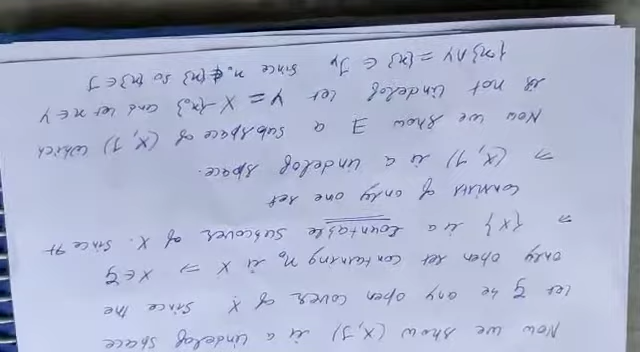 Now we show (X, J) is a Lindelof space
Let ξ be any open cover of X since the
only open set containing x₀ is X ⇒ X ∈ ξ
⇒ {X} is a countable subcover of X. Since it
consists of only one set
⇒ (X, J) is a Lindelof space.
Now we show ∃ a subspace of (X, J) which
is not Lindelof let Y = X - {x₀} and let x ∈ Y
{x} ∩ Y = {x} ∈ Jy since x₀ ∉ {x} so {x} ∈ J